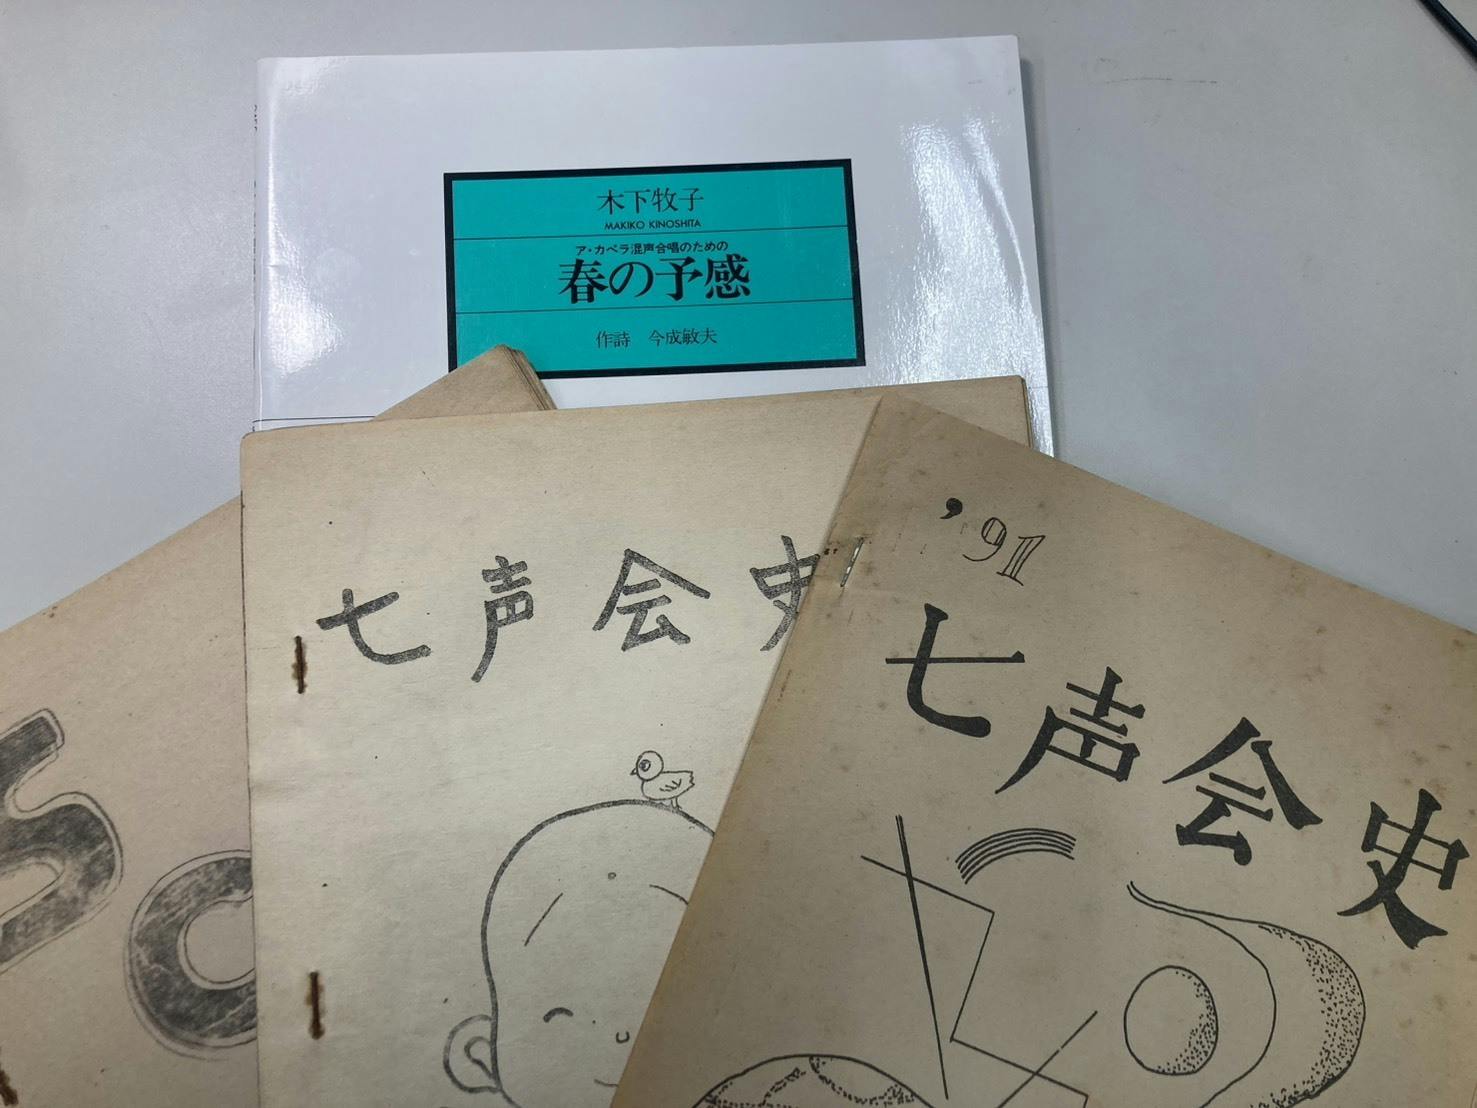 木下牧子
MAKIKO KINOSHITA
ア・カペラ混声合唱のための
春の予感
作詩 今成敏夫
七声会史
'91
七声会史